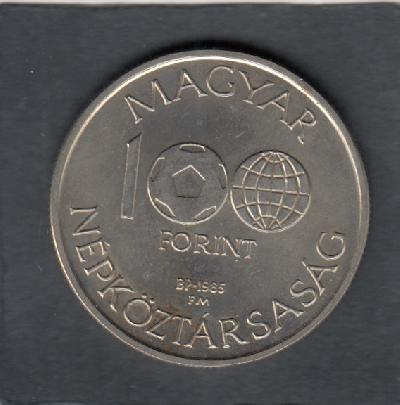 MAGYAR
100
FORINT
BP·1985
FM
NÉPKÖZTÁRSASÁG